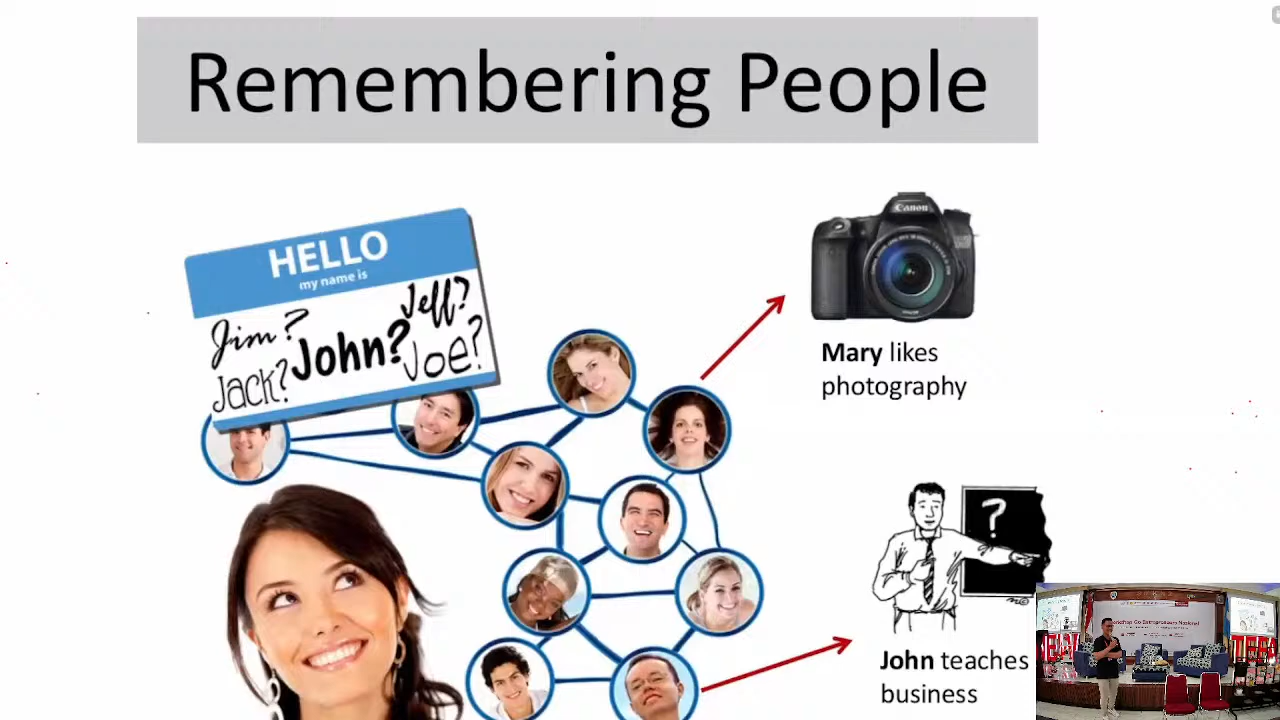 Remembering People
HELLO
my name is
Jim?
Jeff?
Jack?
John?
Joe?
Canon
Mary likes
photography
?
John teaches
business